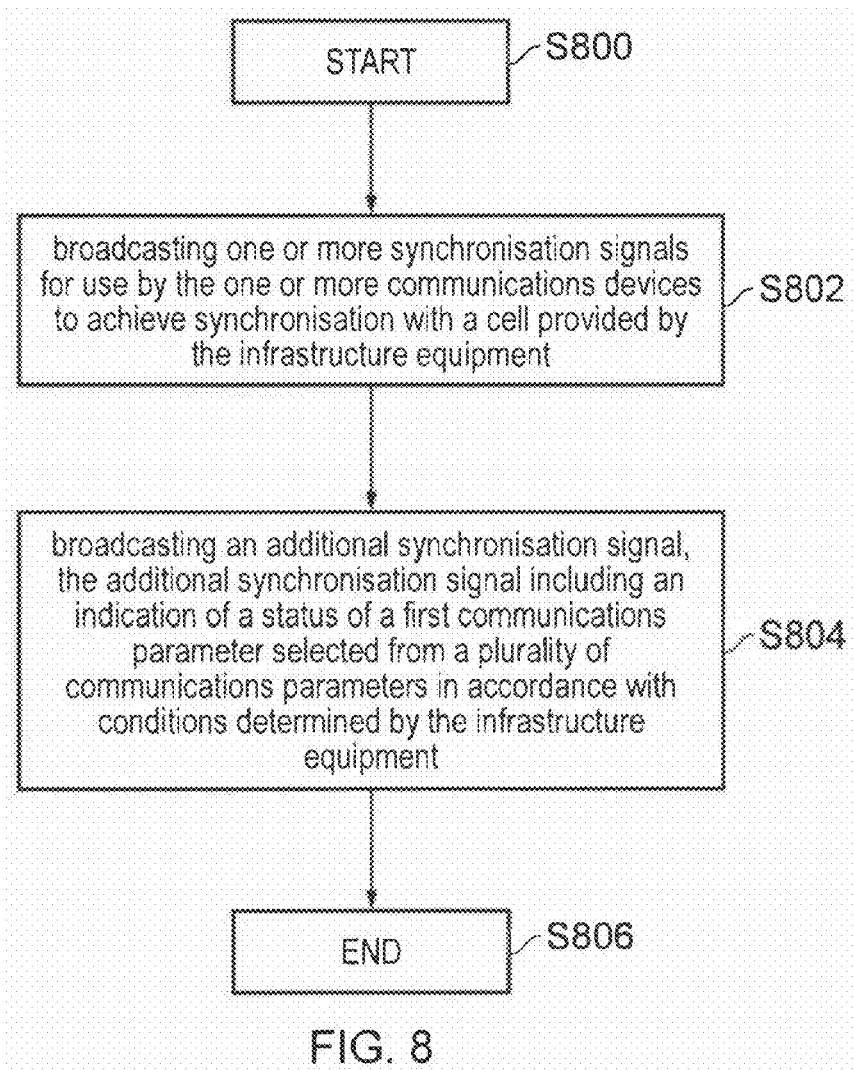 START
S800
broadcasting one or more synchronisation signals
for use by the one or more communications devices
to achieve synchronisation with a cell provided by
the infrastructure equipment
S802
broadcasting an additional synchronisation signal,
the additional synchronisation signal including an
indication of a status of a first communications
parameter selected from a plurality of
communications parameters in accordance with
conditions determined by the infrastructure
equipment
S804
END
S806
FIG. 8